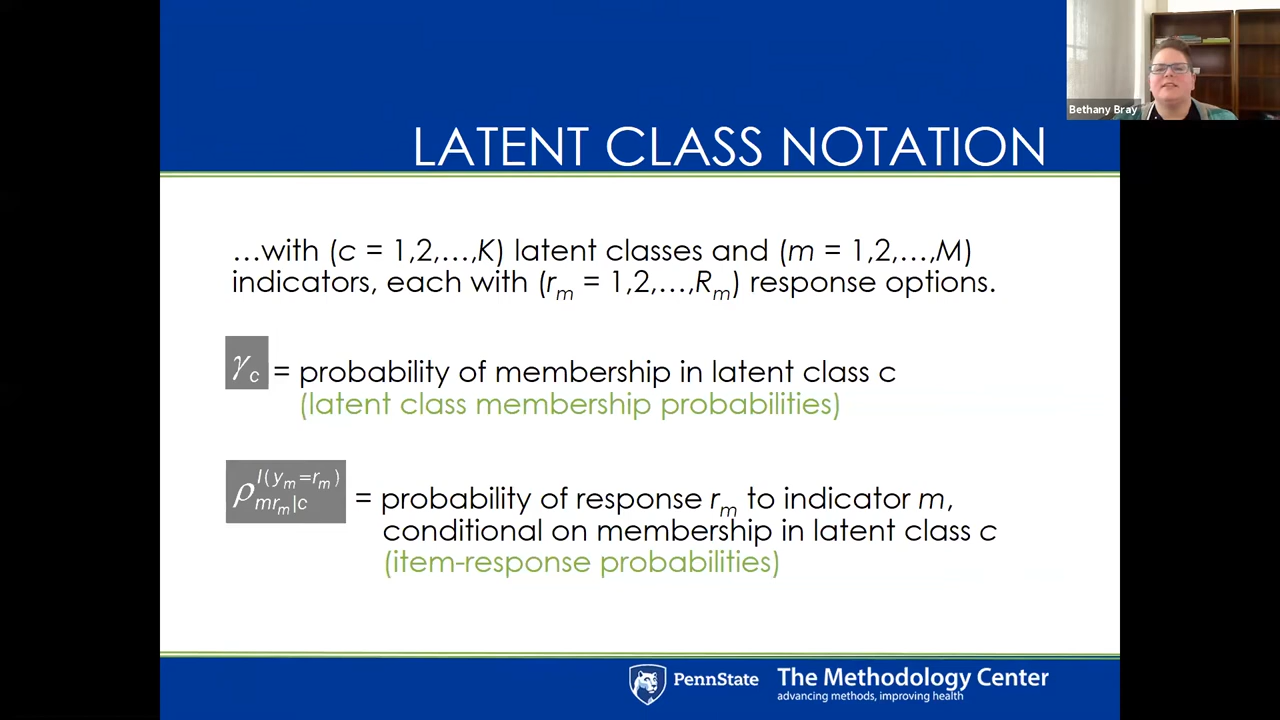 Bethany Bray
LATENT CLASS NOTATION
…with (c = 1,2,…,K) latent classes and (m = 1,2,…,M)
indicators, each with (rₘ = 1,2,…,Rₘ) response options.
γ_c = probability of membership in latent class c
(latent class membership probabilities)
ρ_{mrₘ|c}^{I(yₘ=rₘ)} = probability of response rₘ to indicator m,
conditional on membership in latent class c
(item-response probabilities)
PennState
The Methodology Center
advancing methods, improving health